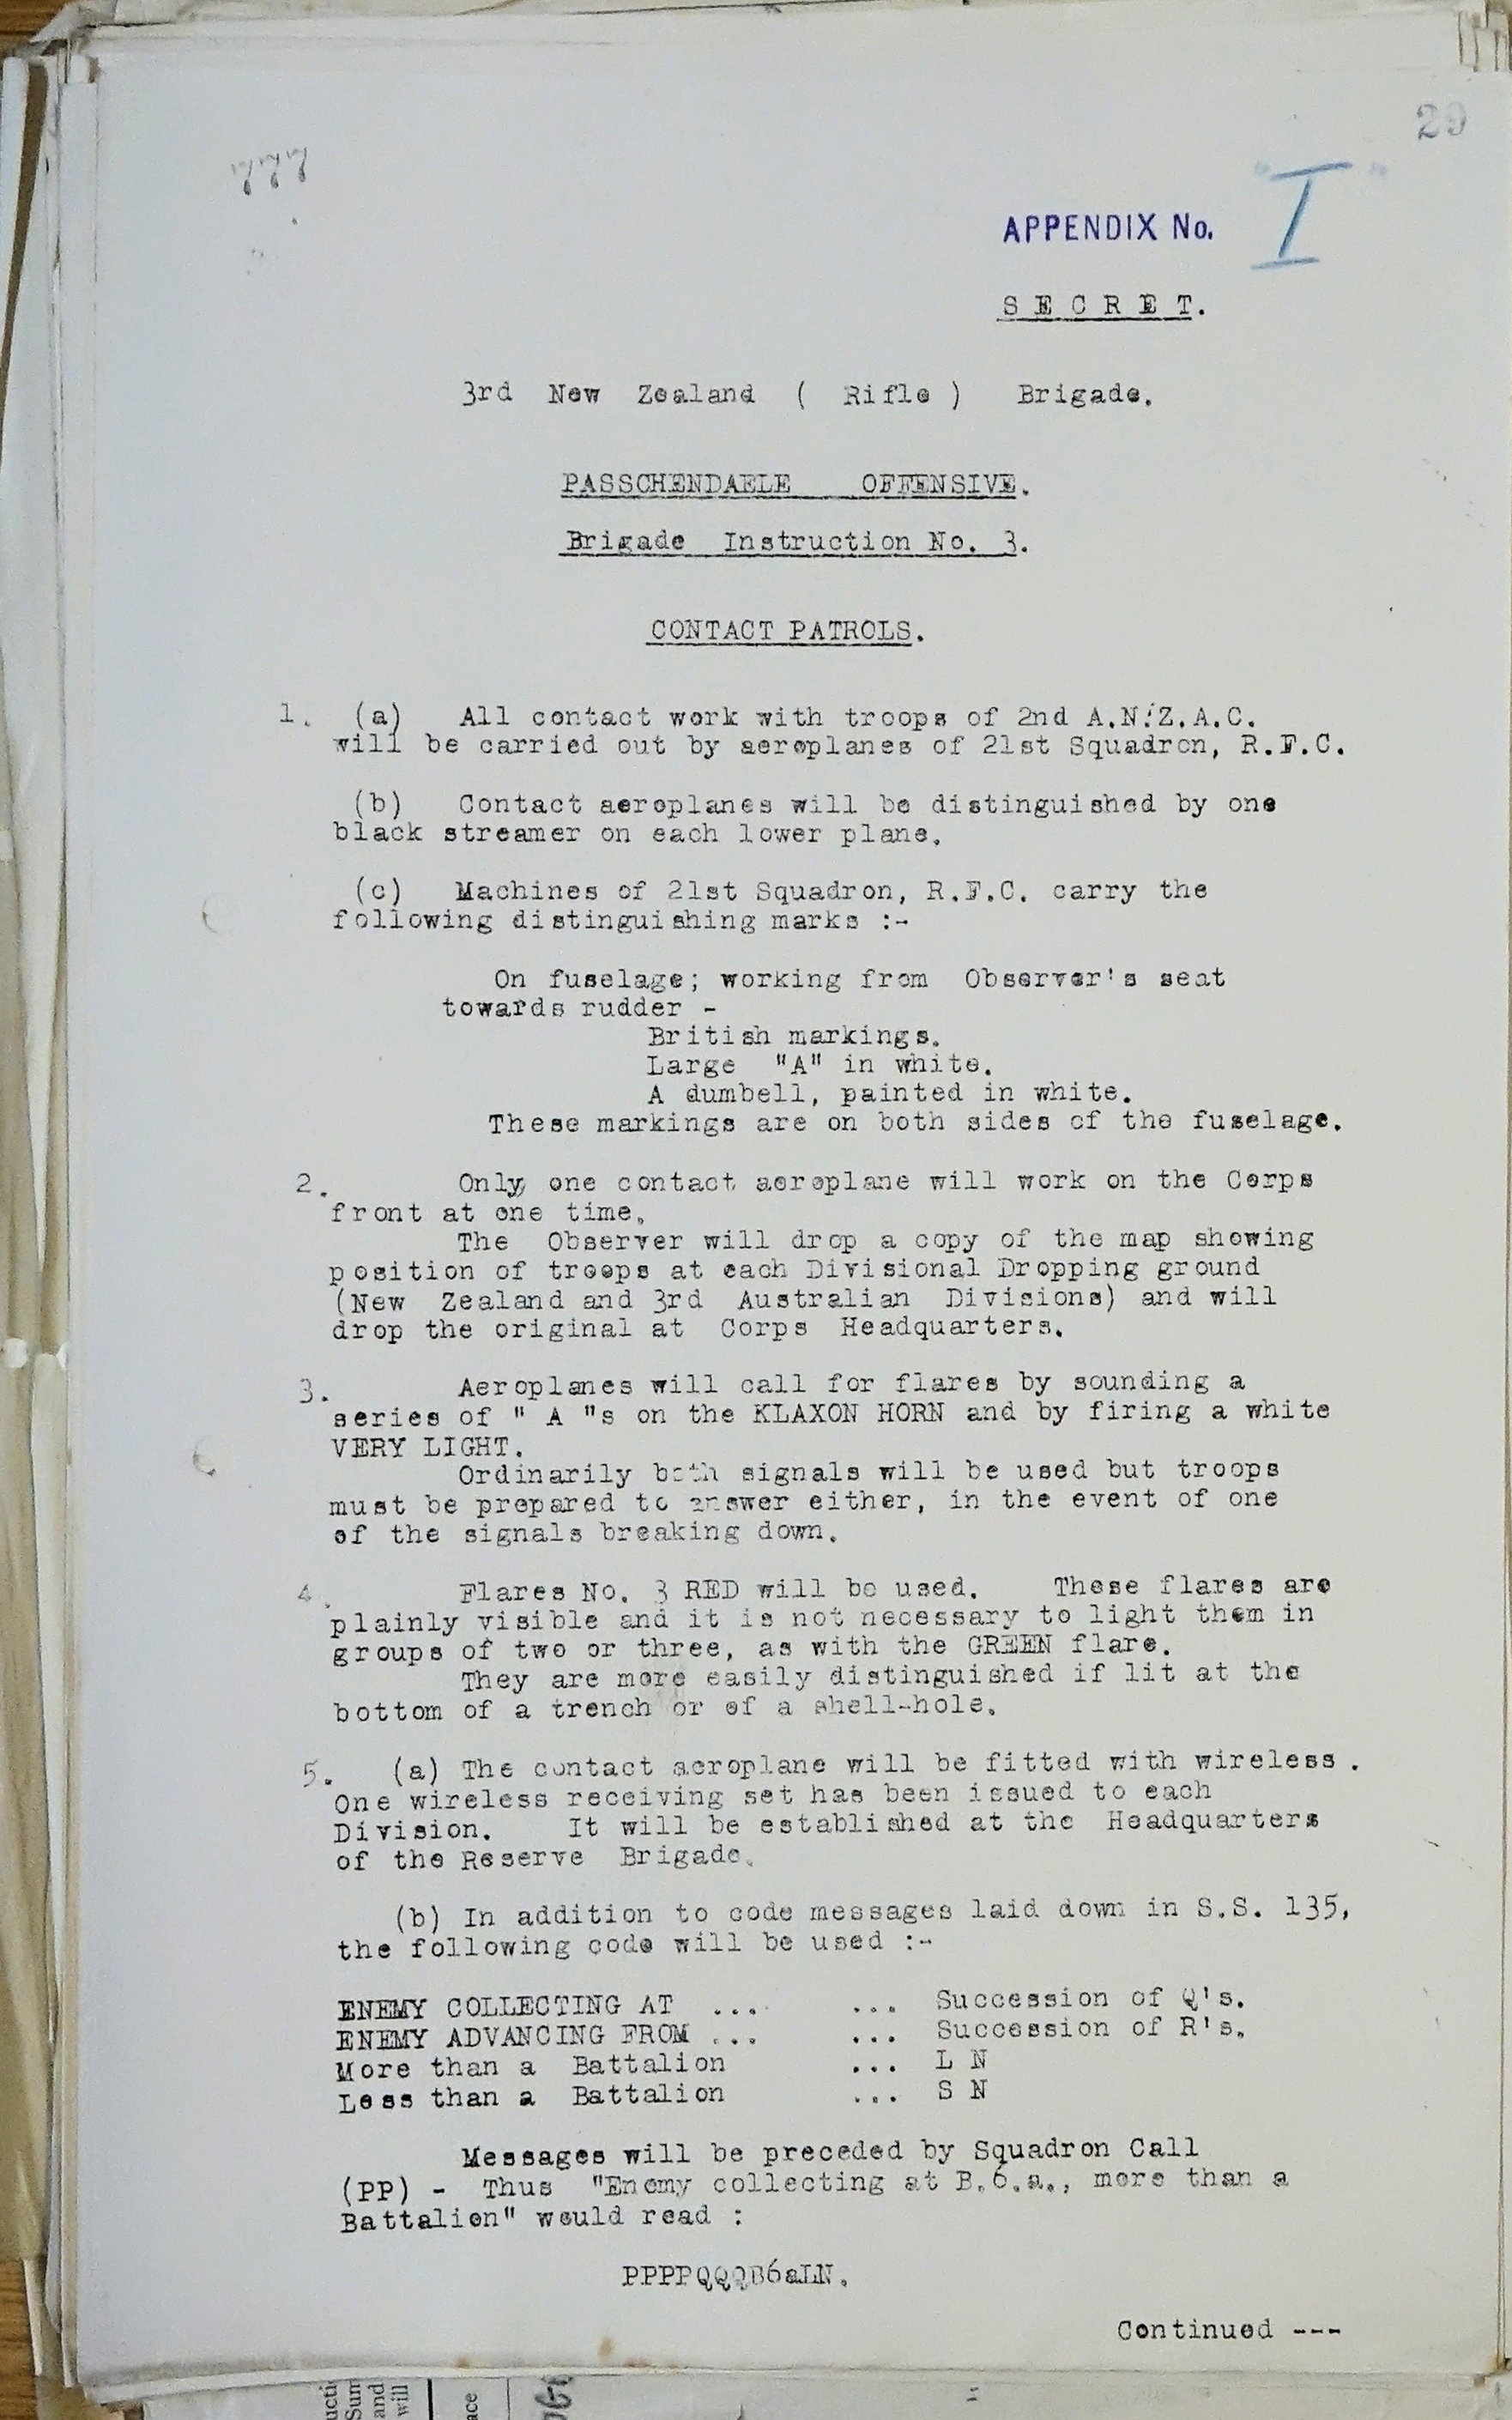 29
APPENDIX No. "I"
SECRET.
3rd New Zealand ( Rifle ) Brigade.
PASSCHENDAELE OFFENSIVE.
Brigade Instruction No. 3.
CONTACT PATROLS.
1. (a) All contact work with troops of 2nd A.N.Z.A.C.
will be carried out by aeroplanes of 21st Squadron, R.F.C.
(b) Contact aeroplanes will be distinguished by one
black streamer on each lower plane.
(c) Machines of 21st Squadron, R.F.C. carry the
following distinguishing marks :-
On fuselage; working from Observer's seat
towards rudder -
British markings.
Large "A" in white.
A dumbell, painted in white.
These markings are on both sides of the fuselage.
2. Only one contact aeroplane will work on the Corps
front at one time.
The Observer will drop a copy of the map showing
position of troops at each Divisional Dropping ground
(New Zealand and 3rd Australian Divisions) and will
drop the original at Corps Headquarters.
3. Aeroplanes will call for flares by sounding a
series of " A "s on the KLAXON HORN and by firing a white
VERY LIGHT.
Ordinarily both signals will be used but troops
must be prepared to answer either, in the event of one
of the signals breaking down.
4. Flares No. 3 RED will be used. These flares are
plainly visible and it is not necessary to light them in
groups of two or three, as with the GREEN flare.
They are more easily distinguished if lit at the
bottom of a trench or of a shell-hole.
5. (a) The contact aeroplane will be fitted with wireless .
One wireless receiving set has been issued to each
Division. It will be established at the Headquarters
of the Reserve Brigade.
(b) In addition to code messages laid down in S.S. 135,
the following code will be used :-
ENEMY COLLECTING AT ... ... Succession of Q's.
ENEMY ADVANCING FROM ... ... Succession of R's.
More than a Battalion ... L N
Less than a Battalion ... S N
Messages will be preceded by Squadron Call
(PP) - Thus "Enemy collecting at B.6.a., more than a
Battalion" would read :
PPPPQQQB6aLN.
Continued ---
ucti
Sum
and
will
ace